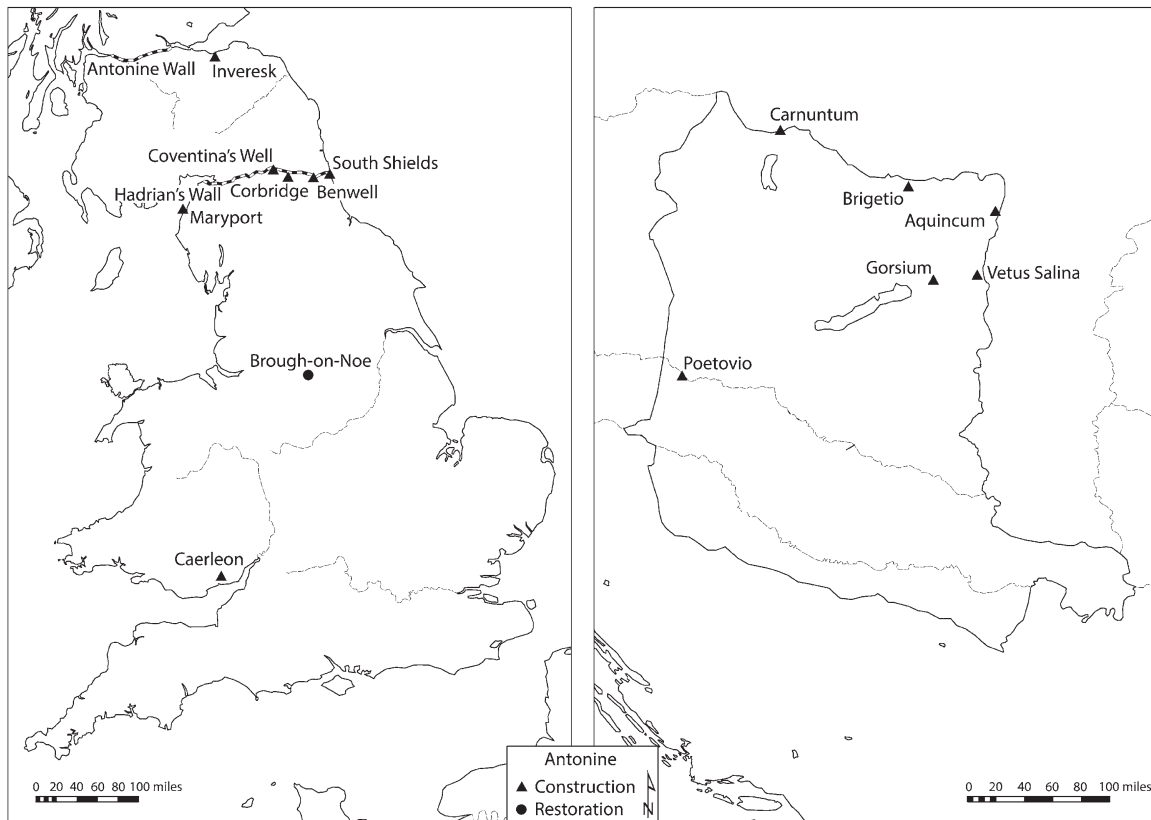 Antonine Wall
Inveresk
Coventina's Well
South Shields
Hadrian's Wall
Corbridge
Benwell
Maryport
Brough-on-Noe
Caerleon
0 20 40 60 80 100 miles
Carnuntum
Brigetio
Aquincum
Gorsium
Vetus Salina
Poetovio
0 20 40 60 80 100 miles
Antonine
Construction
Restoration
N